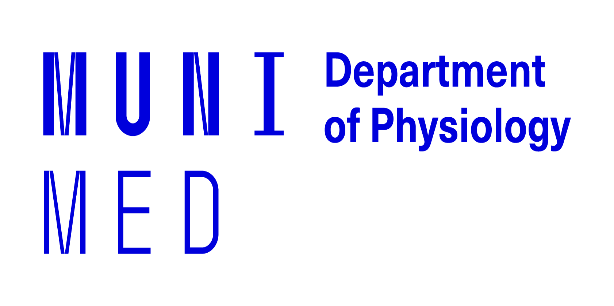 MUNI
MED
Department
of Physiology